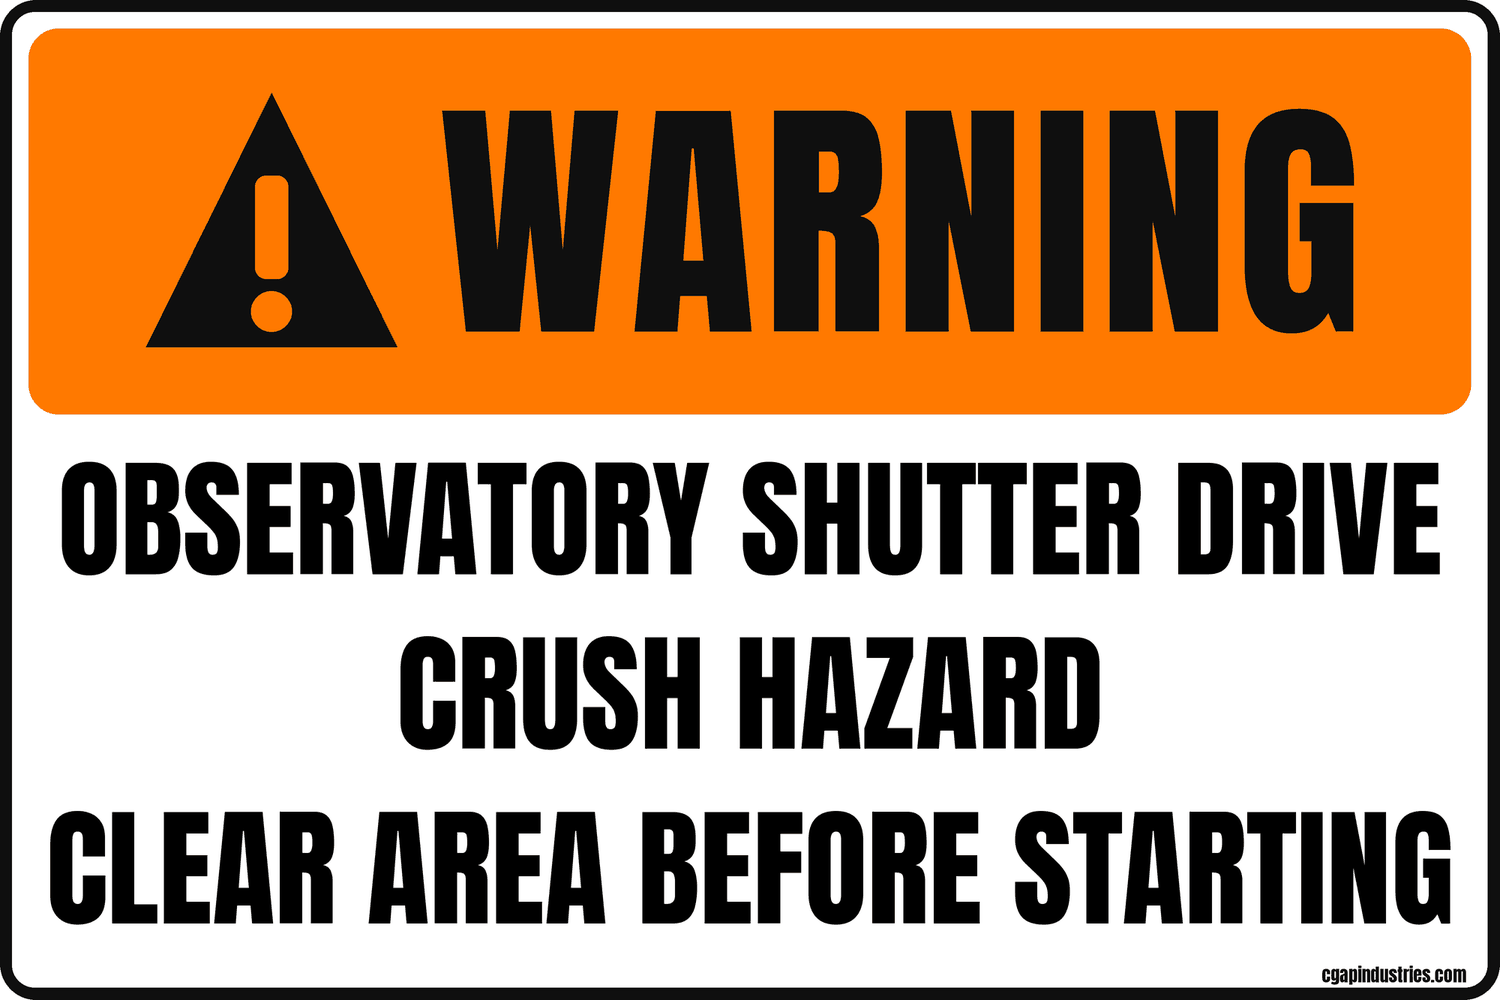 WARNING
OBSERVATORY SHUTTER DRIVE
CRUSH HAZARD
CLEAR AREA BEFORE STARTING
cgapindustries.com